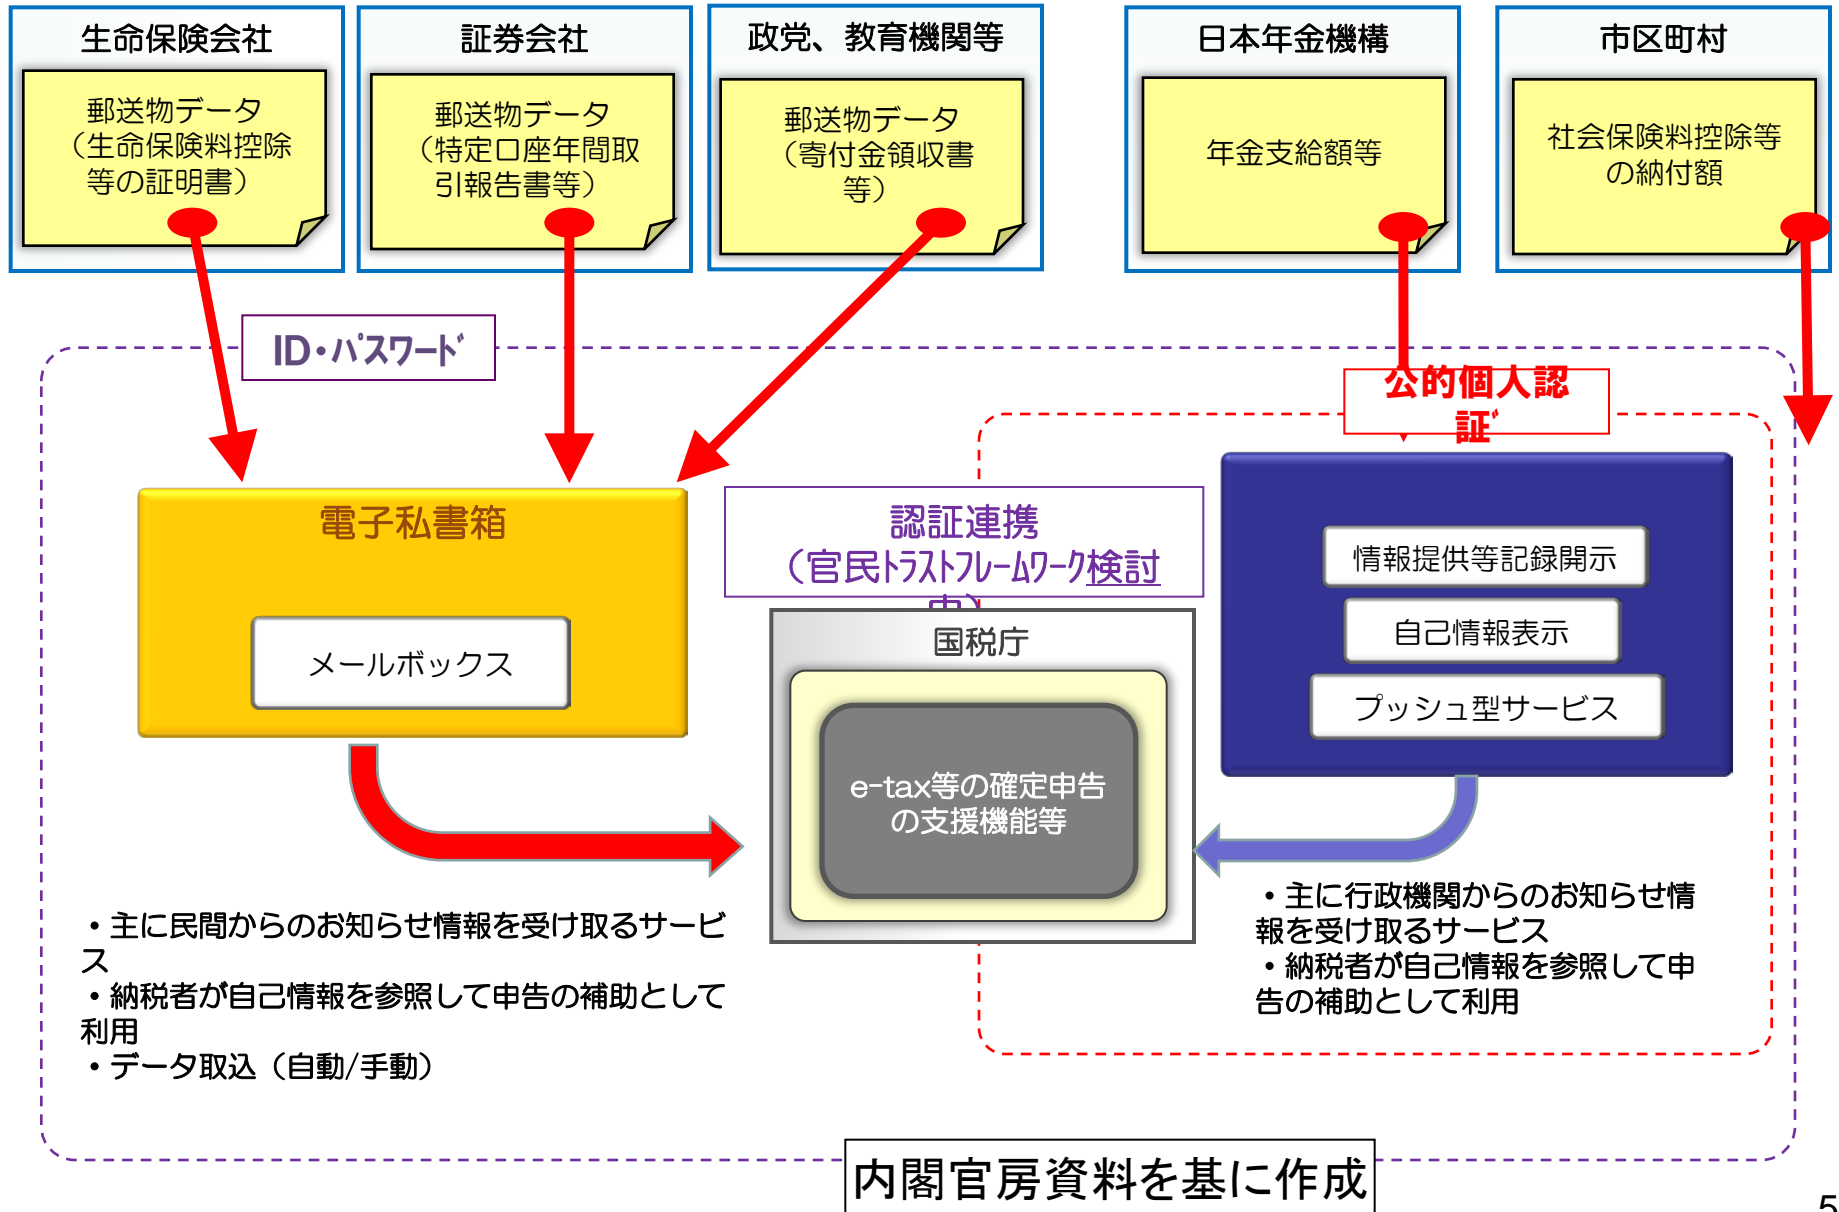 生命保険会社
郵送物データ
（生命保険料控除
等の証明書）
証券会社
郵送物データ
（特定口座年間取
引報告書等）
政党、教育機関等
郵送物データ
（寄付金領収書
等）
日本年金機構
年金支給額等
市区町村
社会保険料控除等
の納付額
ID・ﾊﾟｽﾜｰﾄﾞ
公的個人認
証
電子私書箱
メールボックス
認証連携
（官民ﾄﾗｽﾄﾌﾚｰﾑﾜｰｸ検討
中）
国税庁
e-tax等の確定申告
の支援機能等
情報提供等記録開示
自己情報表示
プッシュ型サービス
・主に民間からのお知らせ情報を受け取るサービ
ス
・納税者が自己情報を参照して申告の補助として
利用
・データ取込（自動/手動）
・主に行政機関からのお知らせ情
報を受け取るサービス
・納税者が自己情報を参照して申
告の補助として利用
内閣官房資料を基に作成
5